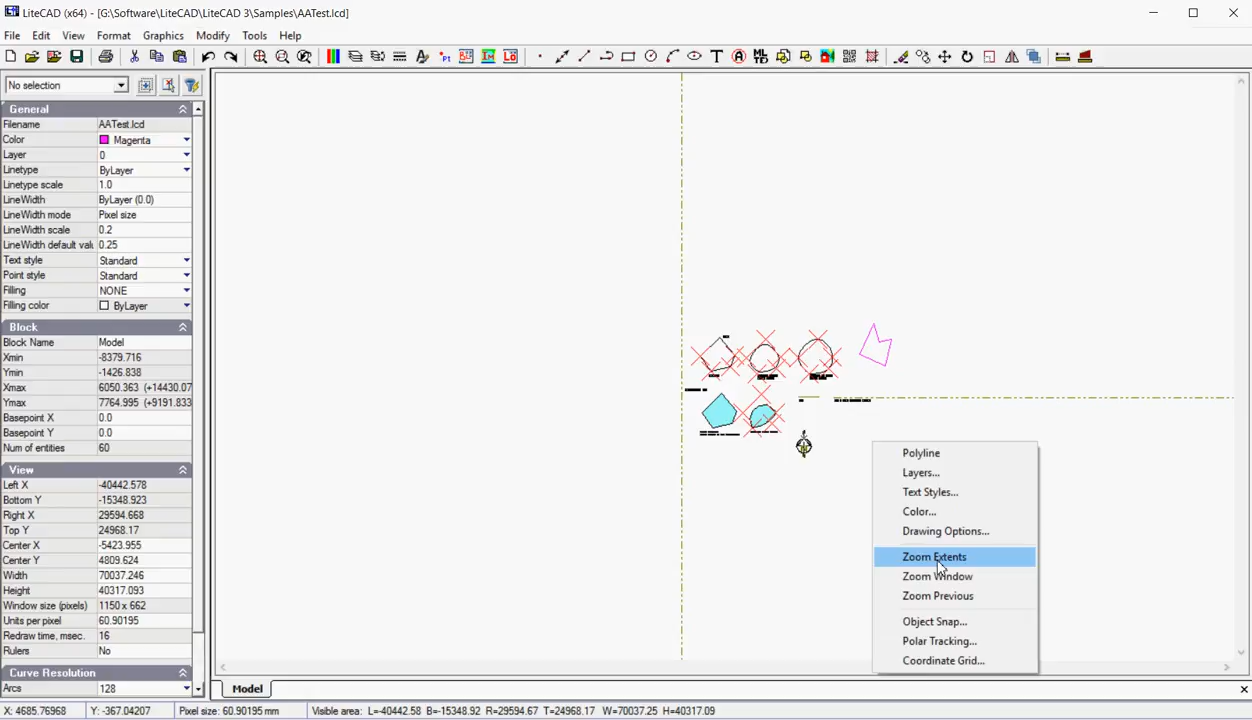 LiteCAD (x64) - [G:\Software\LiteCAD\LiteCAD 3\Samples\AATest.lcd]
File Edit View Format Graphics Modify Tools Help
No selection
General
Filename AATest.lcd
Color Magenta
Layer 0
Linetype ByLayer
Linetype scale 1.0
LineWidth ByLayer (0.0)
LineWidth mode Pixel size
LineWidth scale 0.2
LineWidth default valu 0.25
Text style Standard
Point style Standard
Filling NONE
Filling color ByLayer
Block
Block Name Model
Xmin -8379.716
Ymin -1426.838
Xmax 6050.363 (+14430.07
Ymax 7764.995 (+9191.833
Basepoint X 0.0
Basepoint Y 0.0
Num of entities 60
View
Left X -40442.578
Bottom Y -15348.923
Right X 29594.668
Top Y 24968.17
Center X -5423.955
Center Y 4809.624
Width 70037.246
Height 40317.093
Window size (pixels) 1150 x 662
Units per pixel 60.90195
Redraw time, msec. 16
Rulers No
Curve Resolution
Arcs 128
Polyline
Layers...
Text Styles...
Color...
Drawing Options...
Zoom Extents
Zoom Window
Zoom Previous
Object Snap...
Polar Tracking...
Coordinate Grid...
Model
X: 4685.76968 Y: -367.04207 Pixel size: 60.90195 mm Visible area: L=-40442.58 B=-15348.92 R=29594.67 T=24968.17 W=70037.25 H=40317.09